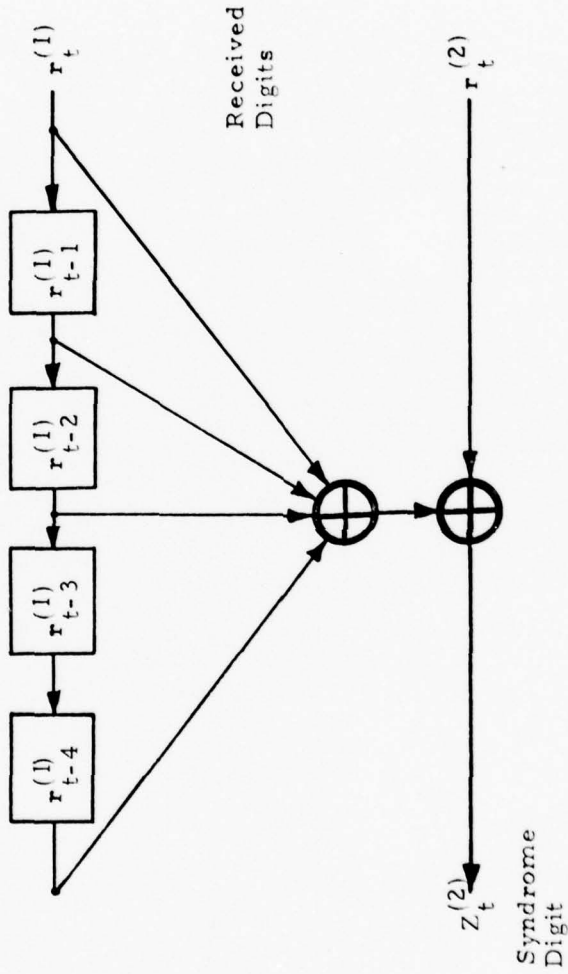 r_t^(1)
r_{t-1}^(1)
r_{t-2}^(1)
r_{t-3}^(1)
r_{t-4}^(1)
Received
Digits
r_t^(2)
Z_t^(2)
Syndrome
Digit